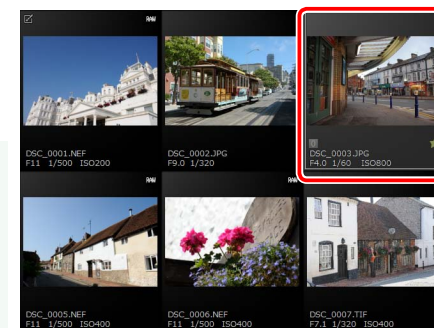 RAW
DSC_0001.NEF
F11 1/500 ISO200
DSC_0002.JPG
F9.0 1/320
DSC_0003.JPG
F4.0 1/60 ISO800
RAW
DSC_0005.NEF
F11 1/500 ISO400
RAW
DSC_0006.NEF
F11 1/500 ISO400
DSC_0007.TIF
F7.1 1/320 ISO400